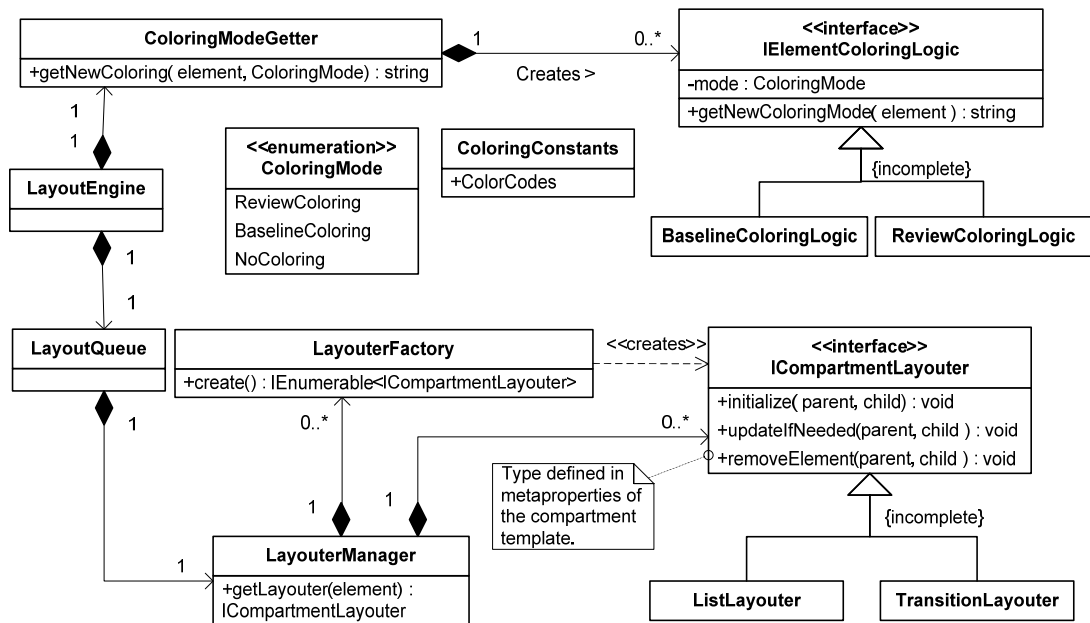 ColoringModeGetter
+getNewColoring( element, ColoringMode) : string
1
0..*
Creates >
<<interface>>
IElementColoringLogic
-mode : ColoringMode
+getNewColoringMode( element ) : string
{incomplete}
BaselineColoringLogic
ReviewColoringLogic
1
1
<<enumeration>>
ColoringMode
ReviewColoring
BaselineColoring
NoColoring
ColoringConstants
+ColorCodes
LayoutEngine
1
1
LayoutQueue
1
LayouterFactory
+create() : IEnumerable<ICompartmentLayouter>
<<creates>>
<<interface>>
ICompartmentLayouter
+initialize( parent, child) : void
+updateIfNeeded(parent, child ) : void
+removeElement(parent, child ) : void
0..*
0..*
Type defined in
metaproperties of
the compartment
template.
1
1
{incomplete}
1
LayouterManager
+getLayouter(element) :
ICompartmentLayouter
ListLayouter
TransitionLayouter